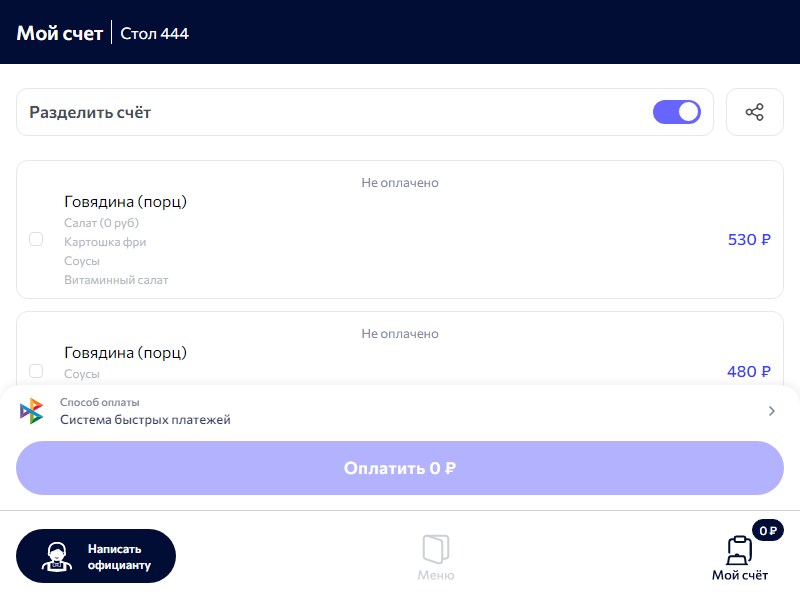 Мой счет | Стол 444
Разделить счёт
Не оплачено
Говядина (порц)
Салат (0 руб)
Картошка фри
Соусы
Витаминный салат
530 ₽
Не оплачено
Говядина (порц)
Соусы
480 ₽
Способ оплаты
Система быстрых платежей
Оплатить 0 ₽
Написать
официанту
Меню
0 ₽
Мой счёт